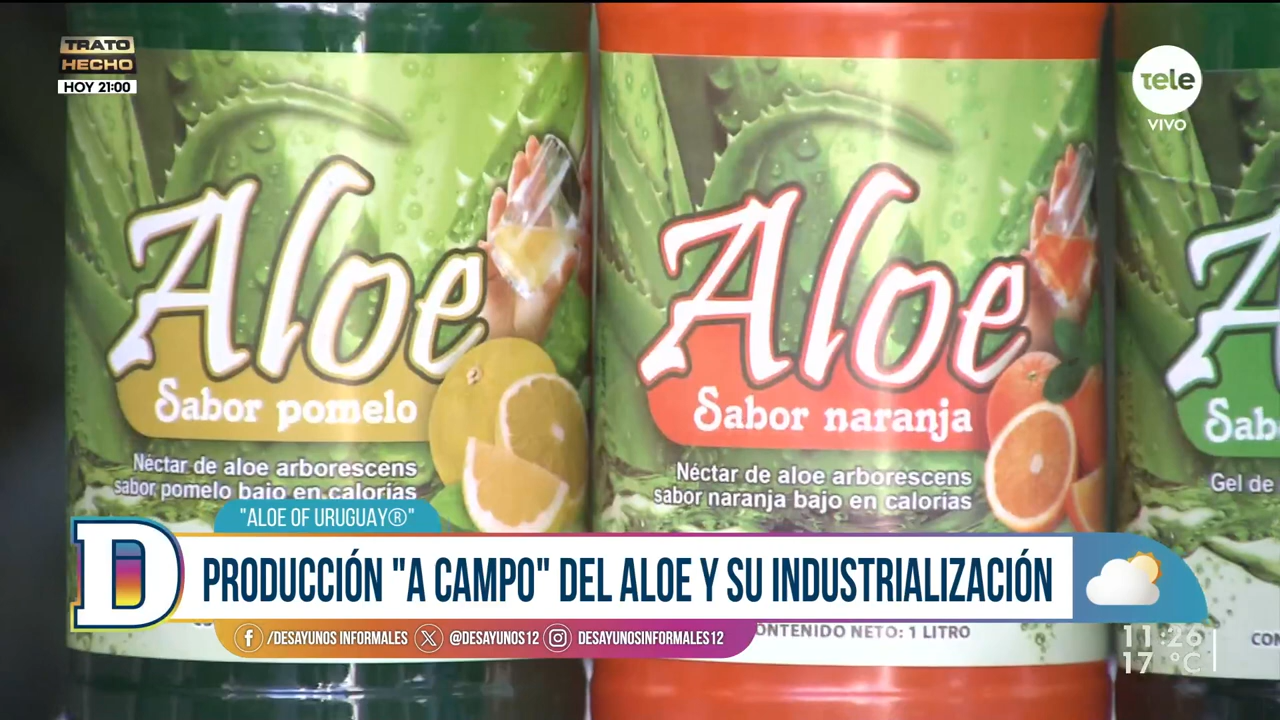 TRATO
HECHO
HOY 21:00
tele
VIVO
Aloe
Sabor pomelo
Néctar de aloe arborescens
sabor pomelo bajo en calorías
Aloe
Sabor naranja
Néctar de aloe arborescens
sabor naranja bajo en calorías
Gel de
"ALOE OF URUGUAY®"
D
PRODUCCIÓN "A CAMPO" DEL ALOE Y SU INDUSTRIALIZACIÓN
/DESAYUNOS INFORMALES
@DESAYUNOS12
DESAYUNOSINFORMALES12
ONTENIDO NETO: 1 LITRO
11:26
17 °C